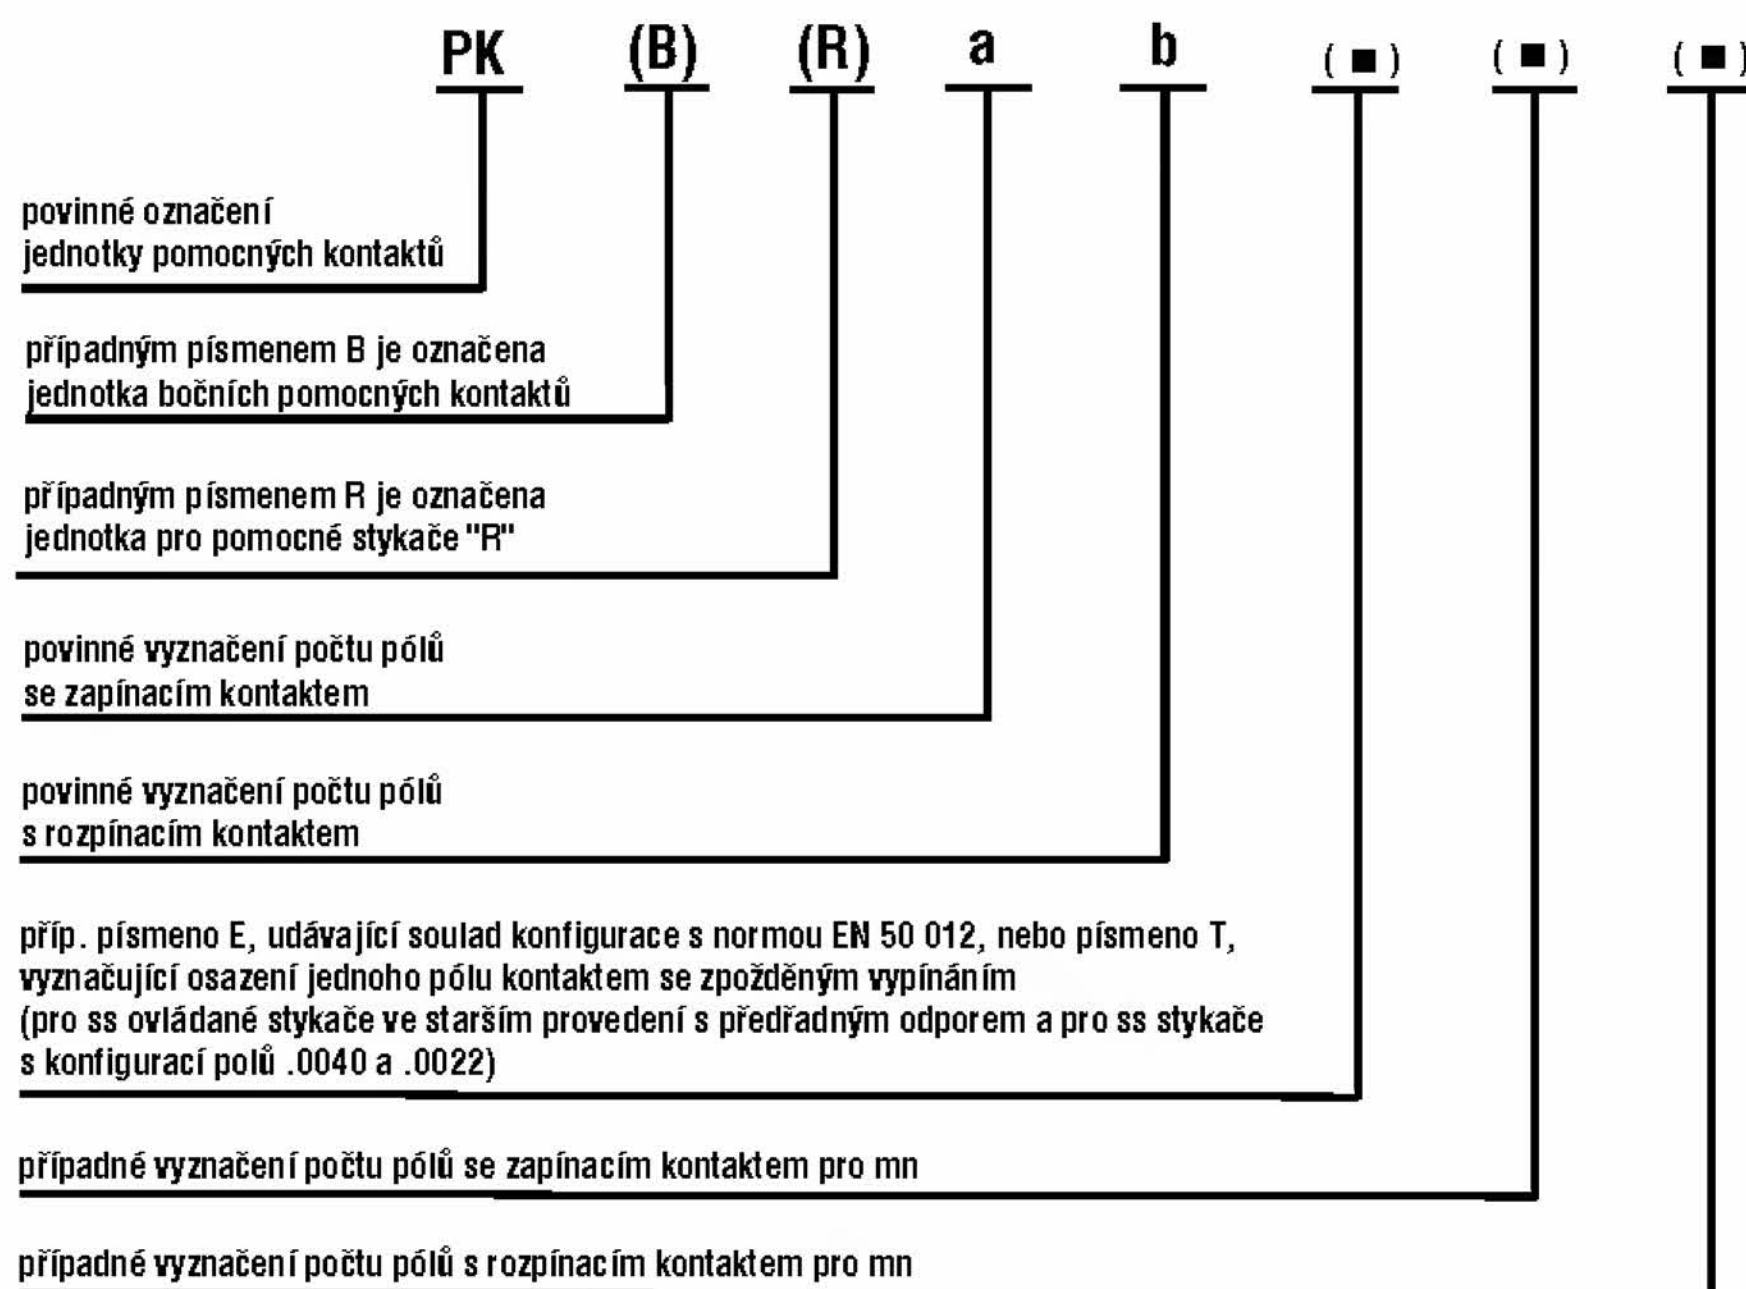 PK (B) (R) a b (■) (■) (■)
povinné označení
jednotky pomocných kontaktů
případným písmenem B je označena
jednotka bočních pomocných kontaktů
případným písmenem R je označena
jednotka pro pomocné stykače "R"
povinné vyznačení počtu pólů
se zapínacím kontaktem
povinné vyznačení počtu pólů
s rozpínacím kontaktem
příp. písmeno E, udávající soulad konfigurace s normou EN 50 012, nebo písmeno T,
vyznačující osazení jednoho pólu kontaktem se zpožděným vypínáním
(pro ss ovládané stykače ve starším provedení s předřadným odporem a pro ss stykače
s konfigurací polů .0040 a .0022)
případné vyznačení počtu pólů se zapínacím kontaktem pro mn
případné vyznačení počtu pólů s rozpínacím kontaktem pro mn